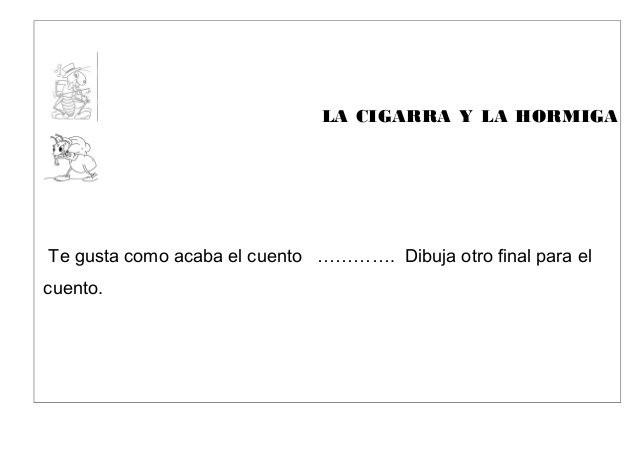 LA CIGARRA Y LA HORMIGA
Te gusta como acaba el cuento …………. Dibuja otro final para el
cuento.